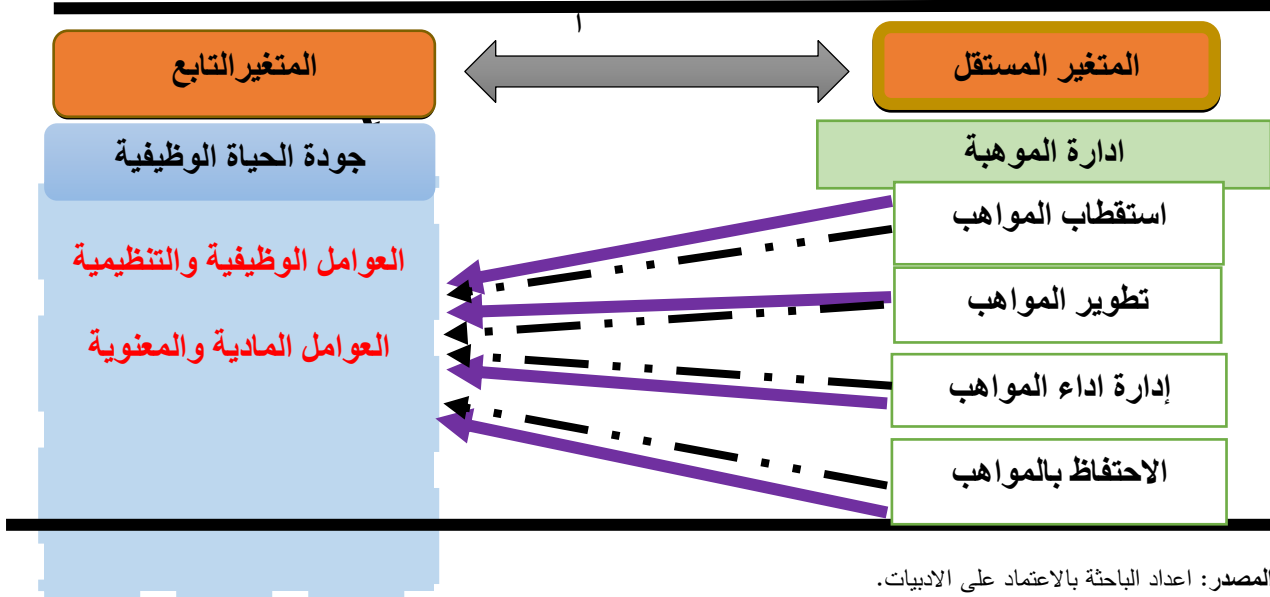 أ
المتغير المستقل
المتغيرالتابع
ادارة الموهبة
جودة الحياة الوظيفية
استقطاب المواهب
العوامل الوظيفية والتنظيمية
تطوير المواهب
العوامل المادية والمعنوية
إدارة اداء المواهب
الاحتفاظ بالمواهب
المصدر: اعداد الباحثة بالاعتماد على الادبيات.